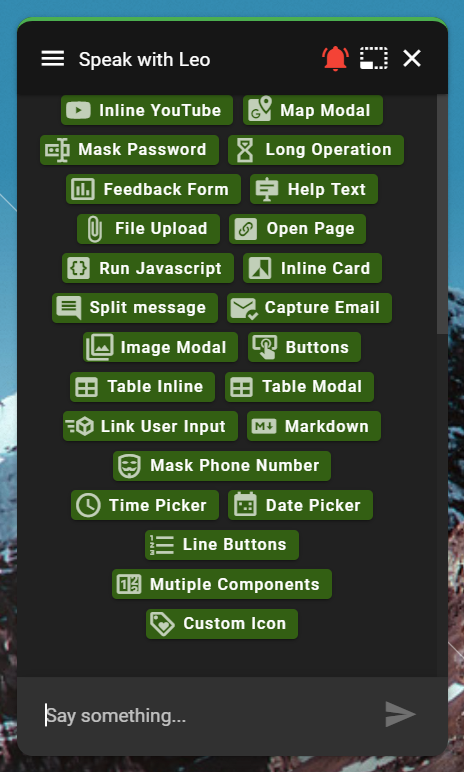 Speak with Leo
Inline YouTube Map Modal
Mask Password Long Operation
Feedback Form Help Text
File Upload Open Page
Run Javascript Inline Card
Split message Capture Email
Image Modal Buttons
Table Inline Table Modal
Link User Input Markdown
Mask Phone Number
Time Picker Date Picker
Line Buttons
Mutiple Components
Custom Icon
Say something...